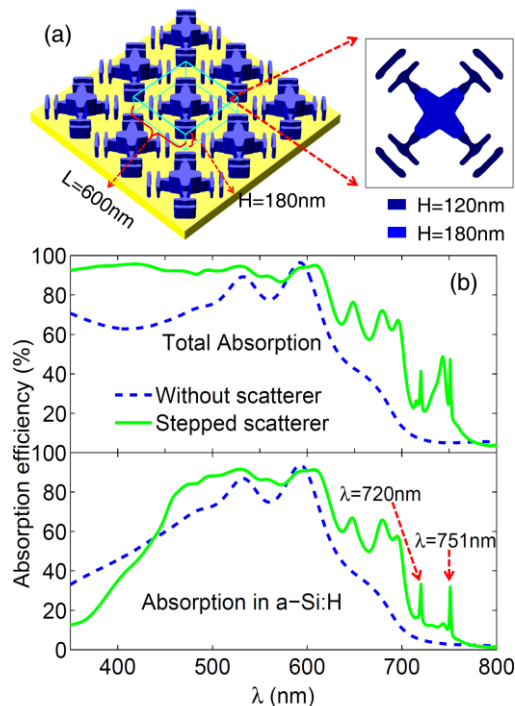 (a)
L=600nm
H=180nm
H=120nm
H=180nm
(b)
Absorption efficiency (%)
100
80
60
40
20
Total Absorption
Without scatterer
Stepped scatterer
100
80
60
40
20
0
λ=720nm
λ=751nm
Absorption in a−Si:H
400 500 600 700 800
λ (nm)